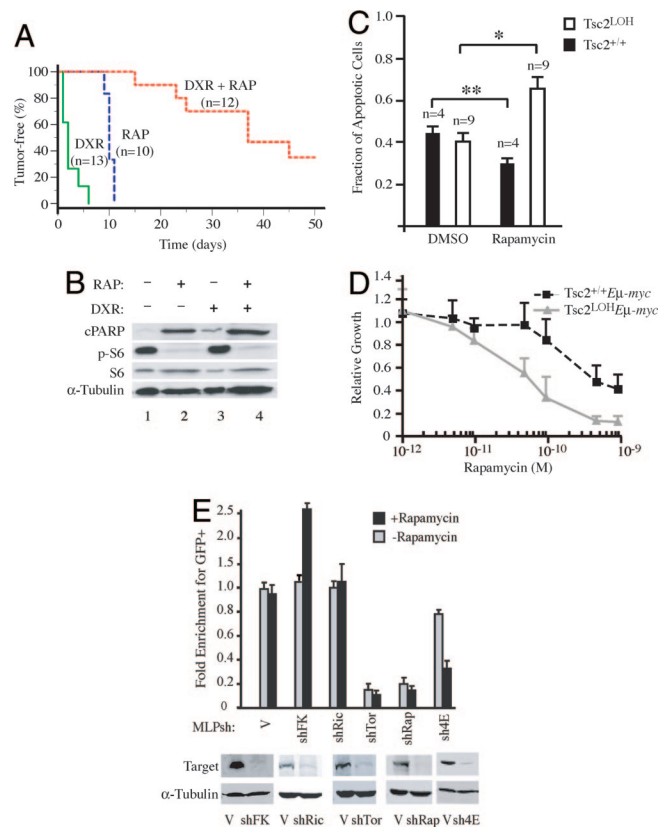 A
Tumor-free (%)
100
80
60
40
20
0
DXR
(n=13)
RAP
(n=10)
DXR + RAP
(n=12)
0 10 20 30 40 50
Time (days)
B
RAP: - + - +
DXR: - - + +
cPARP
p-S6
S6
α-Tubulin
1 2 3 4
C
Tsc2LOH
Tsc2+/+
Fraction of Apoptotic Cells
0.8
0.6
0.4
0.2
n=4
n=9
n=4
n=9
**
*
DMSO Rapamycin
D
Relative Growth
1.4
1.2
1.0
0.8
0.6
0.4
0.2
0
Tsc2+/+Eμ-myc
Tsc2LOHEμ-myc
10-12 10-11 10-10 10-9
Rapamycin (M)
E
Fold Enrichment for GFP+
2.5
2.0
1.2
1.0
0.8
0.6
0.4
0.2
0
+Rapamycin
-Rapamycin
MLPsh: V shFK shRic shTor shRap sh4E
Target
α-Tubulin
V shFK V shRic V shTor V shRap V sh4E